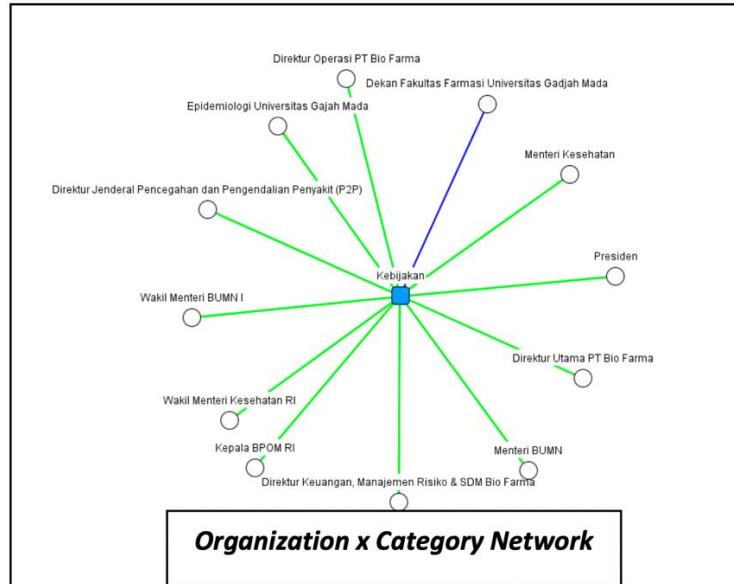 Direktur Operasi PT Bio Farma
Dekan Fakultas Farmasi Universitas Gadjah Mada
Epidemiologi Universitas Gajah Mada
Menteri Kesehatan
Direktur Jenderal Pencegahan dan Pengendalian Penyakit (P2P)
Presiden
Kebijakan
Wakil Menteri BUMN I
Direktur Utama PT Bio Farma
Wakil Menteri Kesehatan RI
Kepala BPOM RI
Menteri BUMN
Direktur Keuangan, Manajemen Risiko & SDM Bio Farma
Organization x Category Network